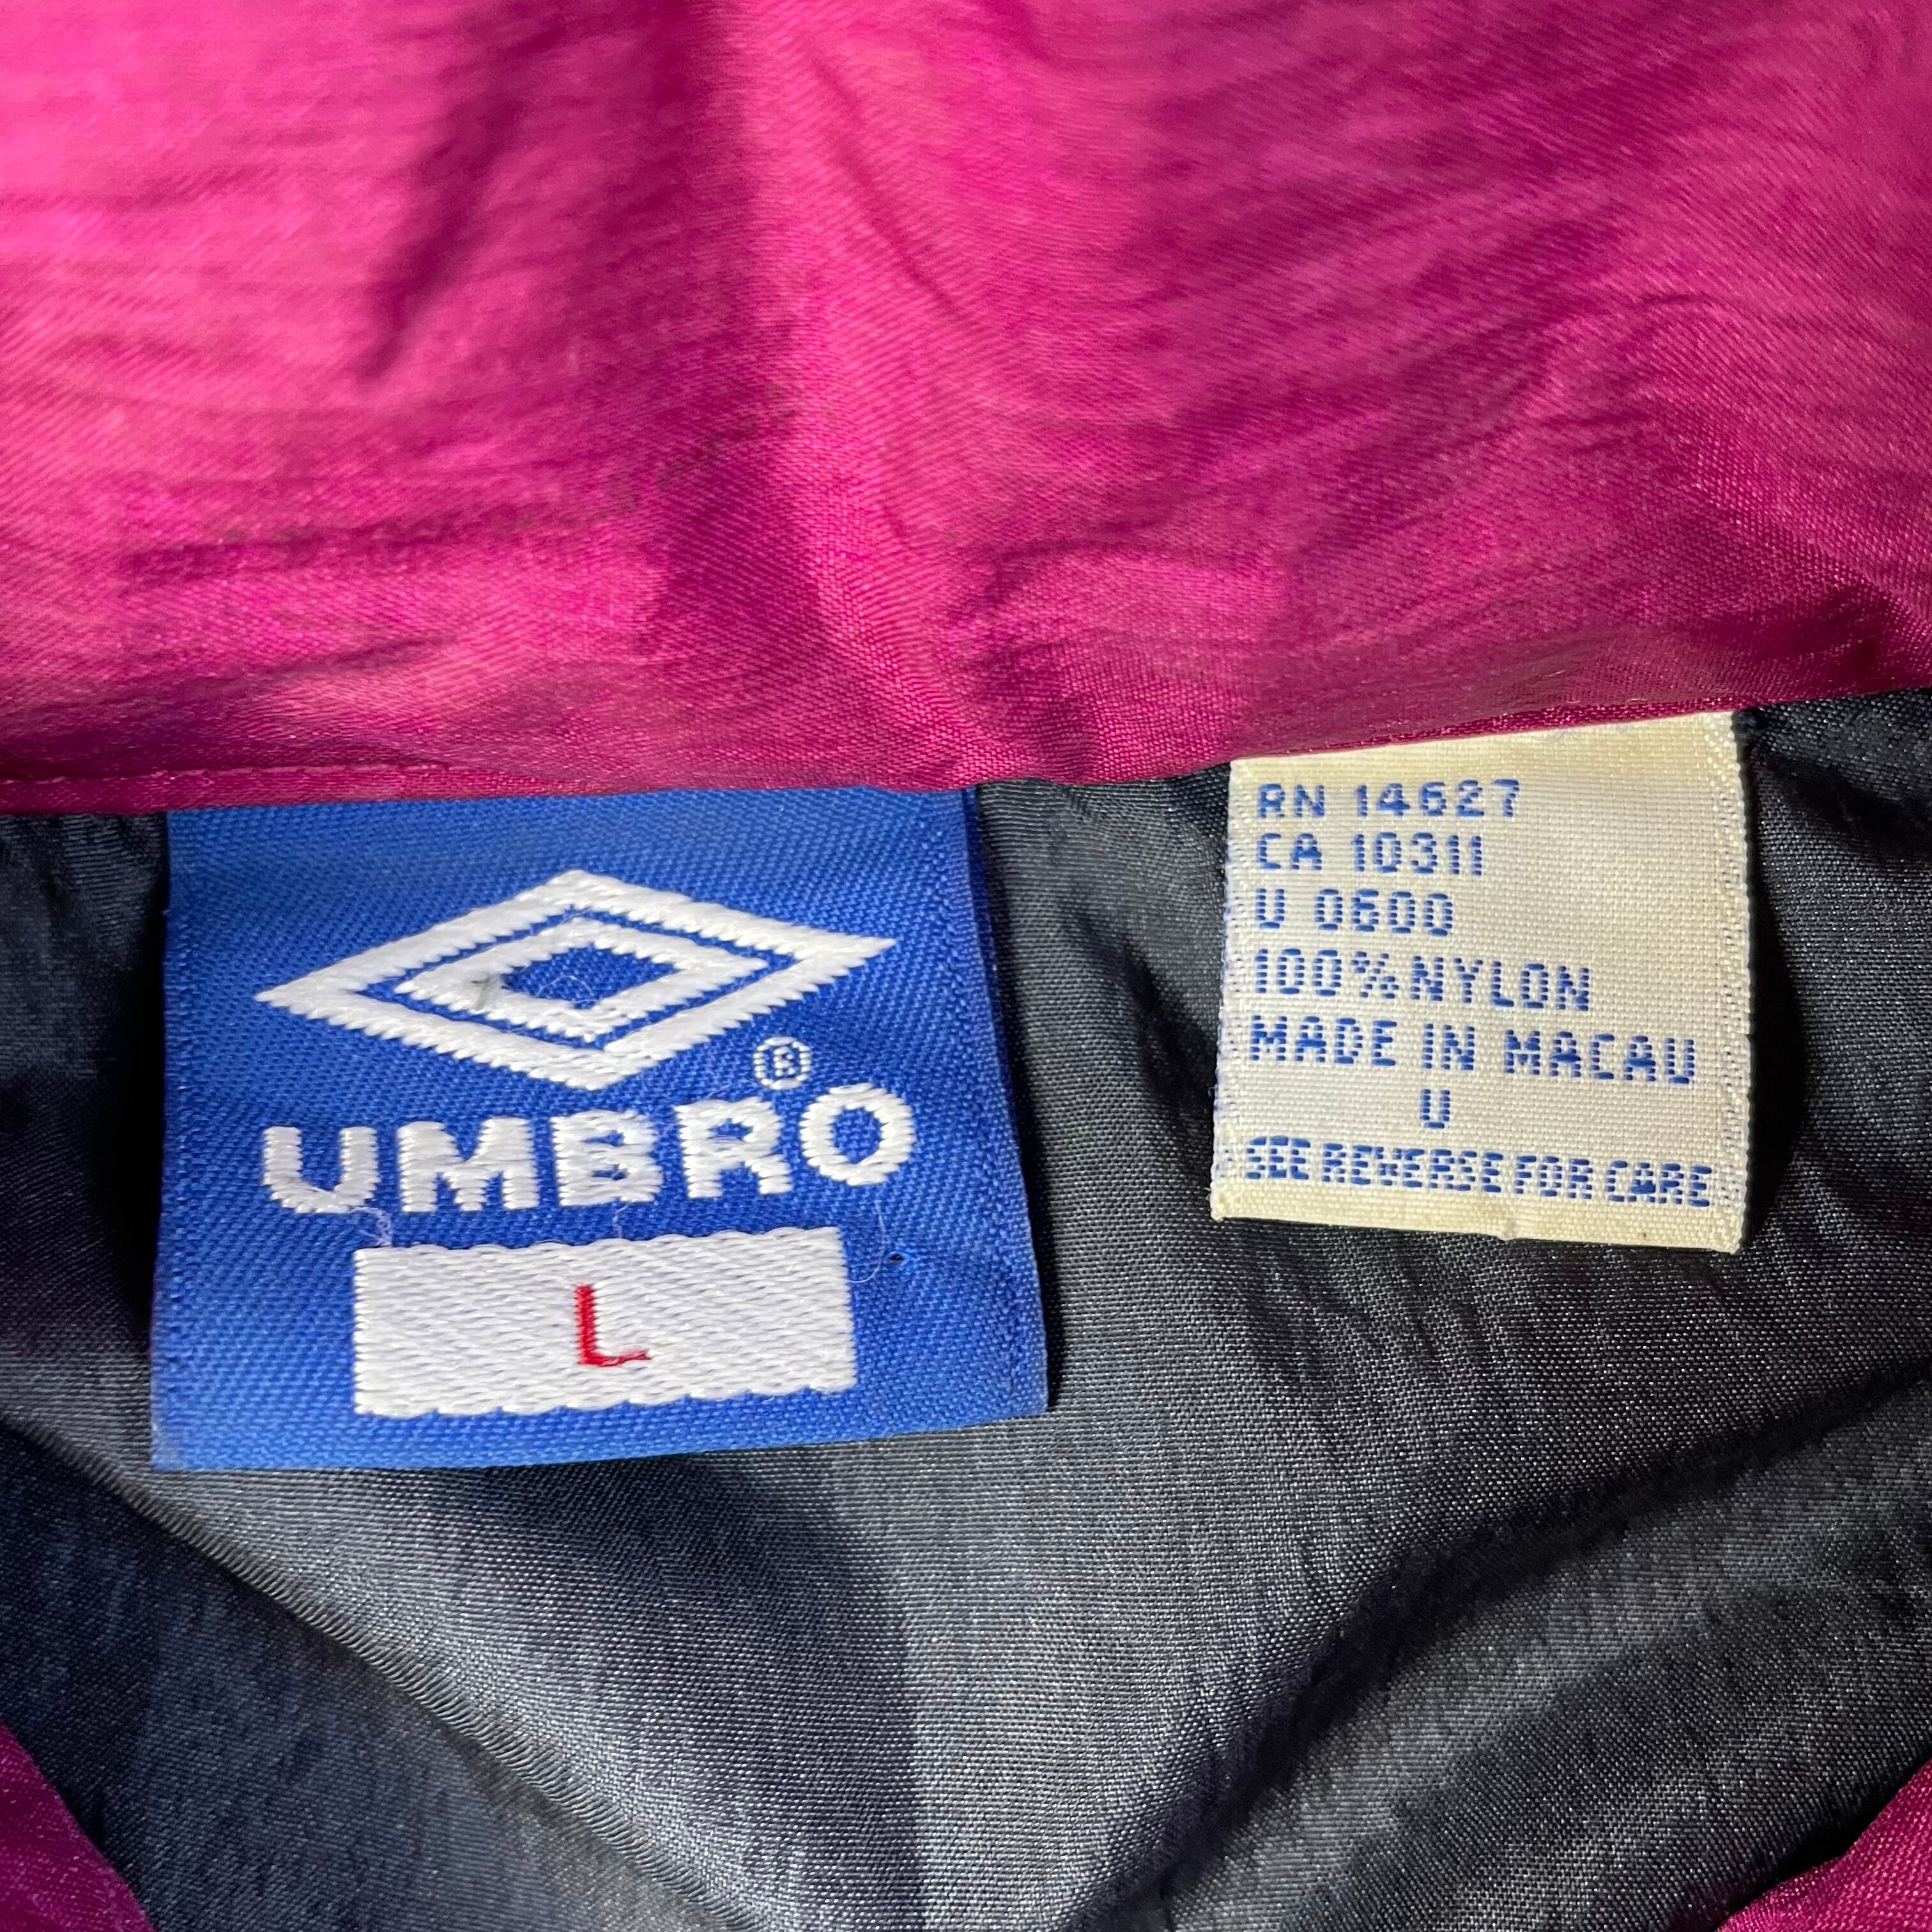 ®
UMBRO
L
RN 14627
CA 10311
U 0600
100% NYLON
MADE IN MACAU
U
SEE REVERSE FOR CARE